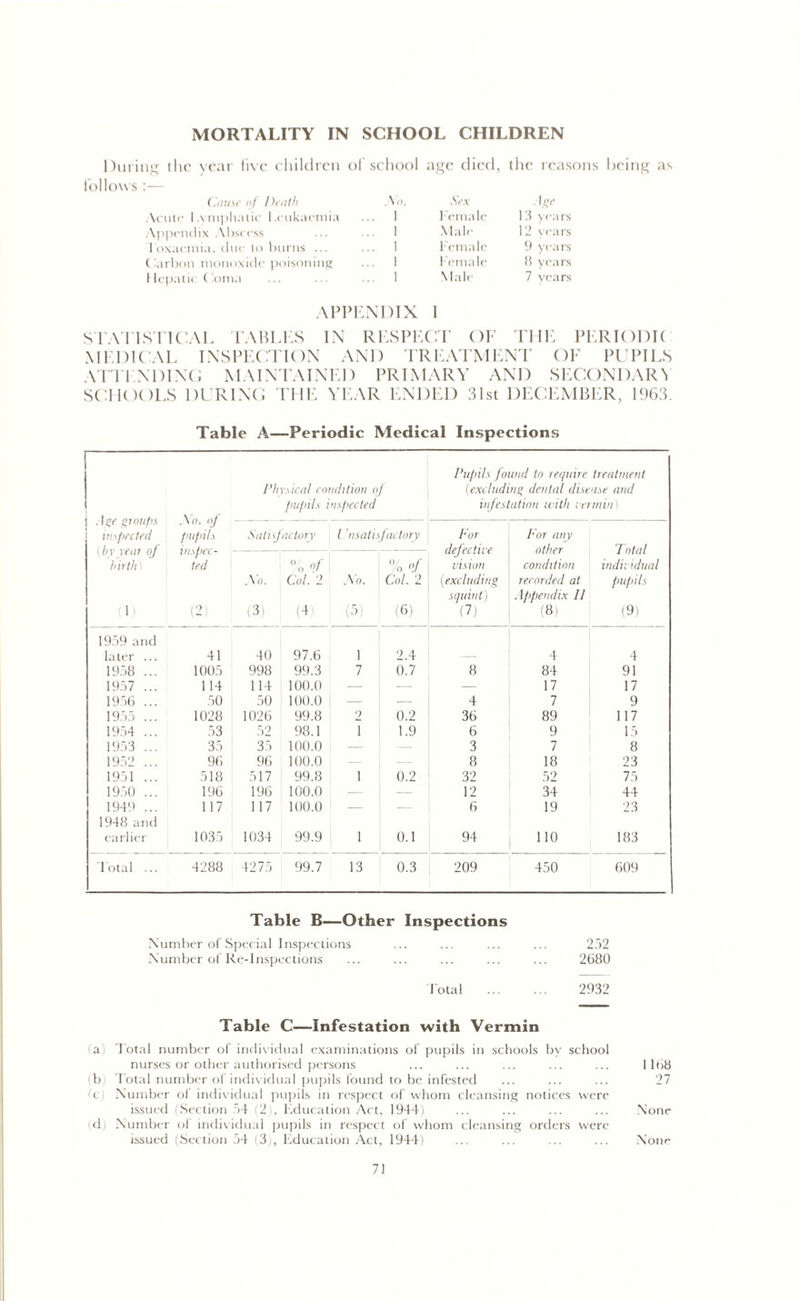 MORTALITY IN SCHOOL CHILDREN
During the year five children of school age died, the reasons being as
follows :—
Cause of Death No. Sex Age
Acute Lymphatic Leukaemia ... 1 Female 13 years
Appendix Abscess ... ... 1 Male 12 years
Toxaemia, due to burns ... ... 1 Female 9 years
Carbon monoxide poisoning ... 1 Female 8 years
Hepatic Coma ... ... ... 1 Male 7 years
APPENDIX 1
STATISTICAL TABLES IN RESPECT OF THE PERIODIC
MEDICAL INSPECTION AND TREATMENT OF PUPILS
ATTENDING MAINTAINED PRIMARY AND SECONDARY
SCHOOLS DURING THE YEAR ENDED 31st DECEMBER, 1963.
Table A—Periodic Medical Inspections
Age groups inspected (by year of birth) (1)
No. of pupils inspec-ted (2)
Physical condition of pupils inspected
Satisfactory
No. (3)
% of Col. 2 (4)
Unsatisfactory
No. (5)
% of Col. 2 (6)
Pupils found to require treatment (excluding dental disease and infestation with vermin)
For defective vision (excluding squint) (7)
For any other condition recorded at Appendix II (8)
Total individual pupils (9)
1959 and
later ... 41 40 97.6 1 2.4 — 4 4
1958 ... 1005 998 99.3 7 0.7 8 84 91
1957 ... 114 114 100.0 — — — 17 17
1956 ... 50 50 100.0 — — 4 7 9
1955 ... 1028 1026 99.8 2 0.2 36 89 117
1954 ... 53 52 98.1 1 1.9 6 9 15
1953 ... 35 35 100.0 — — 3 7 8
1952 ... 96 96 100.0 — — 8 18 23
1951 ... 518 517 99.8 1 0.2 32 52 75
1950 ... 196 196 100.0 — — 12 34 44
1949 ... 117 117 100.0 — — 6 19 23
1948 and
earlier 1035 1034 99.9 1 0.1 94 110 183
Total ... 4288 4275 99.7 13 0.3 209 450 609
Table B—Other Inspections
Number of Special Inspections ... ... ... ... 252
Number of Re-Inspections ... ... ... ... ... 2680
Total ... ... 2932
Table C—Infestation with Vermin
(a) Total number of individual examinations of pupils in schools by school
nurses or other authorised persons ... ... ... ... ... 1168
(b) Total number of individual pupils found to be infested ... ... ... 27
(c) Number of individual pupils in respect of whom cleansing notices were
issued (Section 54 (2), Education Act, 1944) ... ... ... ... None
(d) Number of individual pupils in respect of whom cleansing orders were
issued (Section 54 (3), Education Act, 1944) ... ... ... ... None
71